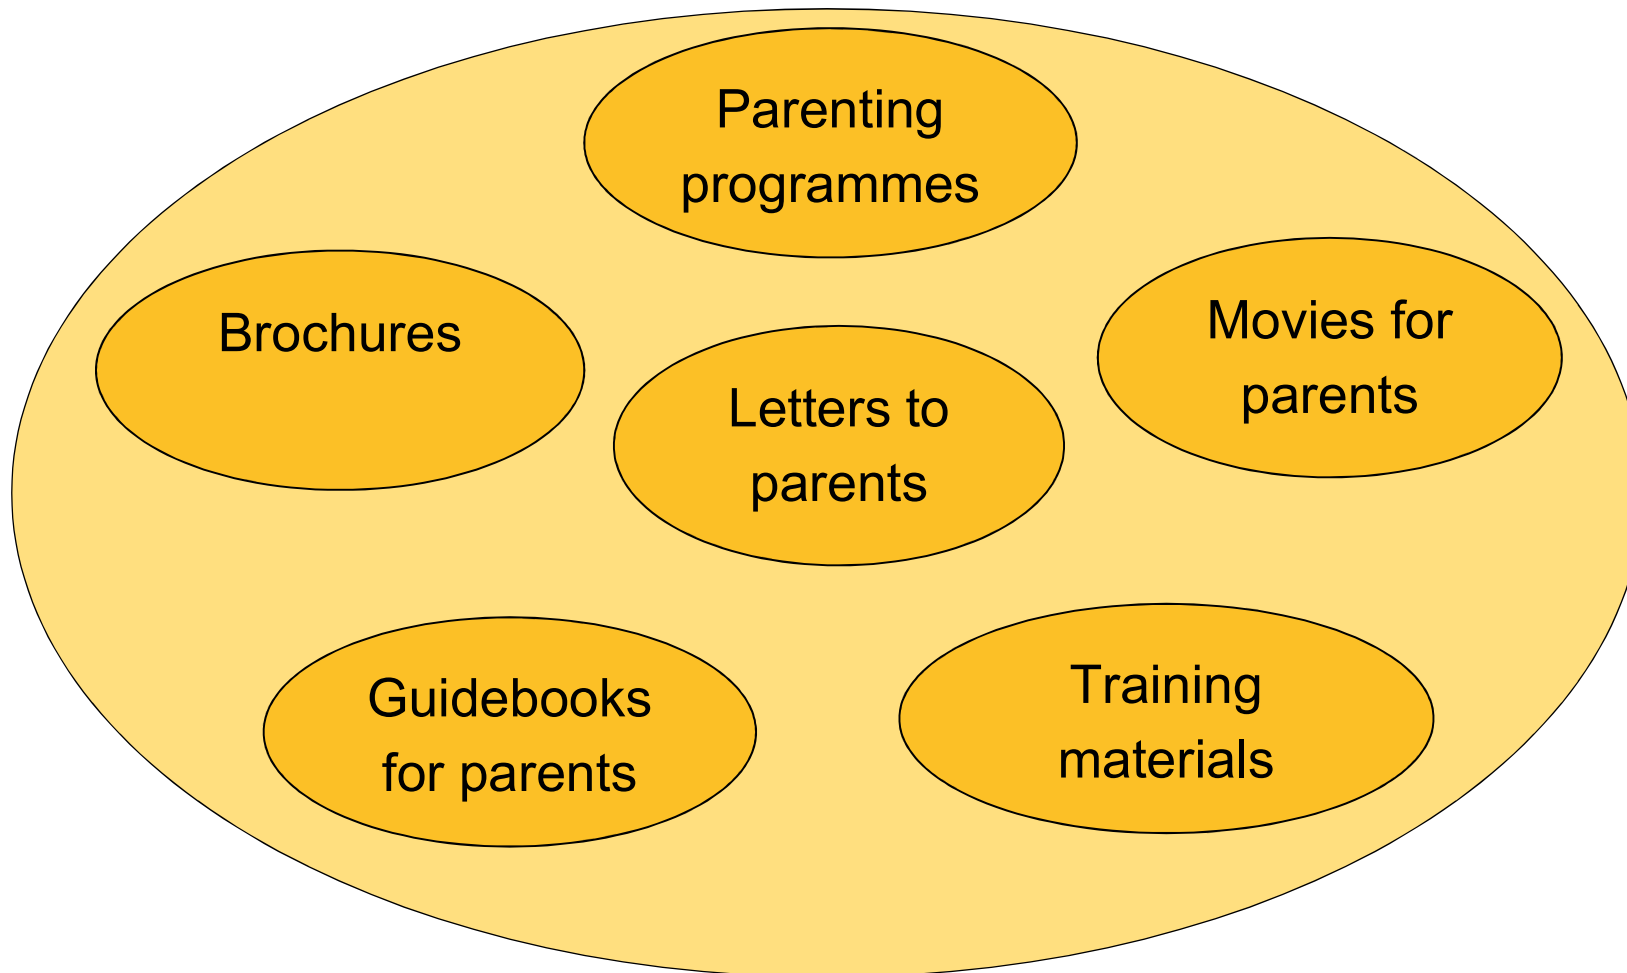 Parenting
programmes
Brochures
Movies for
parents
Letters to
parents
Guidebooks
for parents
Training
materials